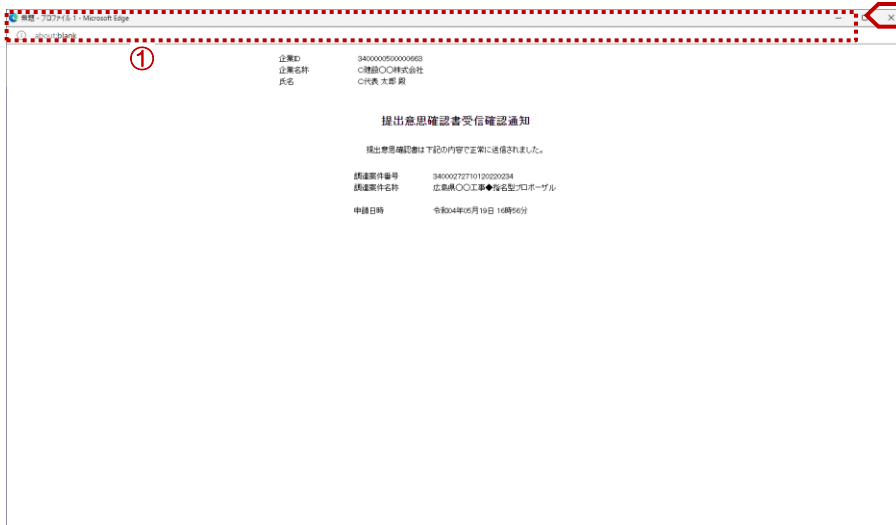 無題 - プロファイル 1 - Microsoft Edge
about:blank
①
企業ID 3400000500000663
企業名称 C建設〇〇株式会社
氏名 C代表 太郎 殿
提出意思確認書受信確認通知
提出意思確認書は下記の内容で正常に送信されました。
調達案件番号 34000272710120220234
調達案件名称 広島県〇〇工事◆指名型プロポーザル
申請日時 令和04年05月19日 16時56分